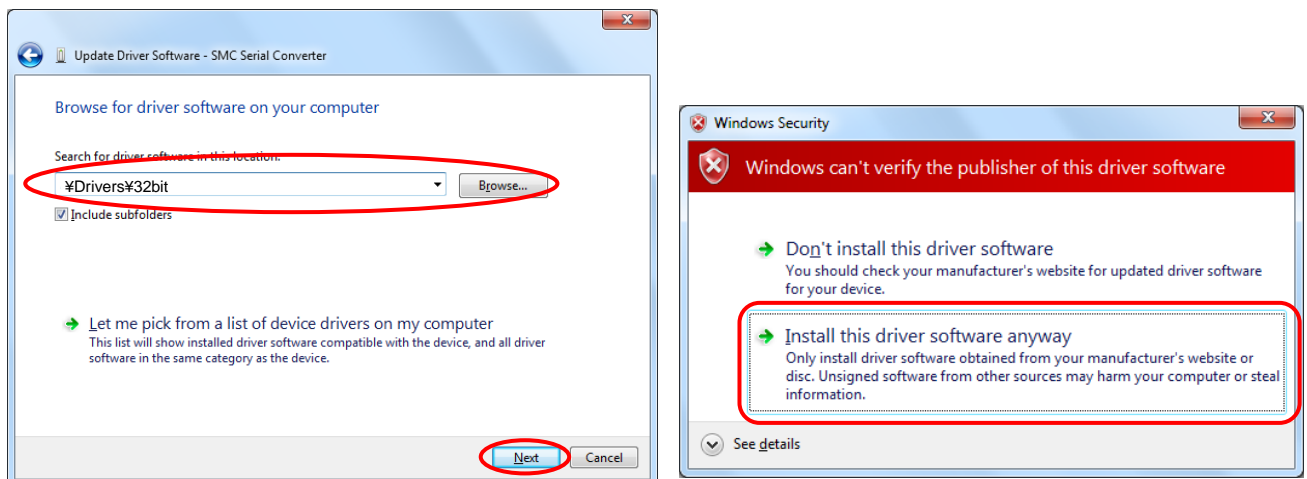 Update Driver Software - SMC Serial Converter
Browse for driver software on your computer
Search for driver software in this location:
¥Drivers¥32bit
Browse...
Include subfolders
Let me pick from a list of device drivers on my computer
This list will show installed driver software compatible with the device, and all driver
software in the same category as the device.
Next
Cancel
Windows Security
Windows can't verify the publisher of this driver software
Don't install this driver software
You should check your manufacturer's website for updated driver software
for your device.
Install this driver software anyway
Only install driver software obtained from your manufacturer's website or
disc. Unsigned software from other sources may harm your computer or steal
information.
See details